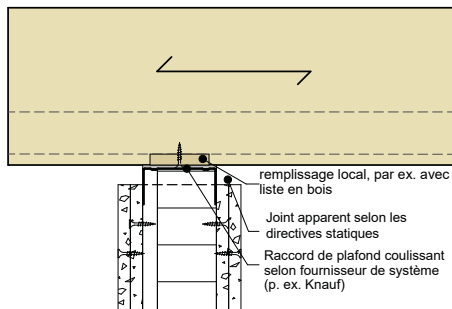 remplissage local, par ex. avec
liste en bois
Joint apparent selon les
directives statiques
Raccord de plafond coulissant
selon fournisseur de système
(p. ex. Knauf)